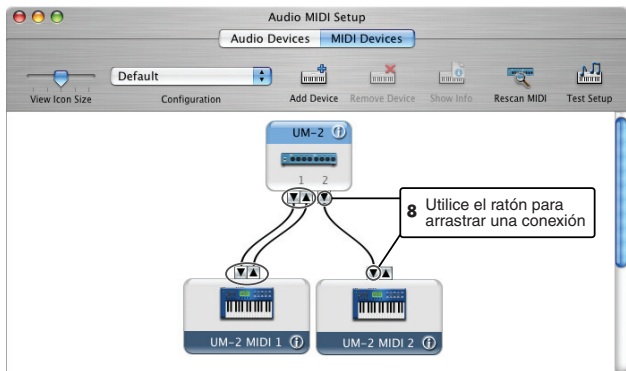 Audio MIDI Setup
Audio Devices MIDI Devices
Default
View Icon Size Configuration Add Device Remove Device Show Info Rescan MIDI Test Setup
UM-2
1 2
8 Utilice el ratón para
arrastrar una conexión
UM-2 MIDI 1 UM-2 MIDI 2